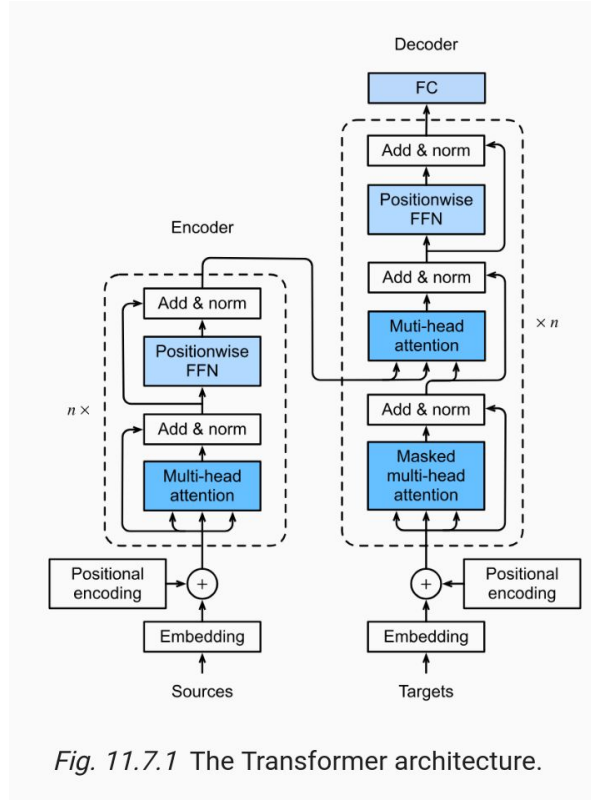 Decoder
FC
Add & norm
Positionwise
FFN
Add & norm
Muti-head
attention
× n
Add & norm
Masked
multi-head
attention
Positional
encoding
+
Embedding
Targets
Encoder
Add & norm
Positionwise
FFN
n ×
Add & norm
Multi-head
attention
Positional
encoding
+
Embedding
Sources
Fig. 11.7.1 The Transformer architecture.